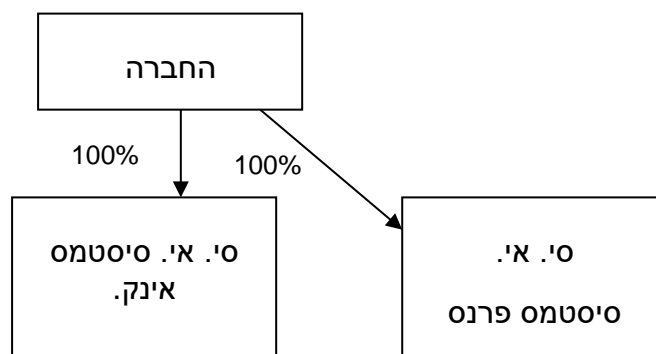 החברה
100%
100%
סי. אי. סיסטמס
אינק.
סי. אי.
סיסטמס פרנס